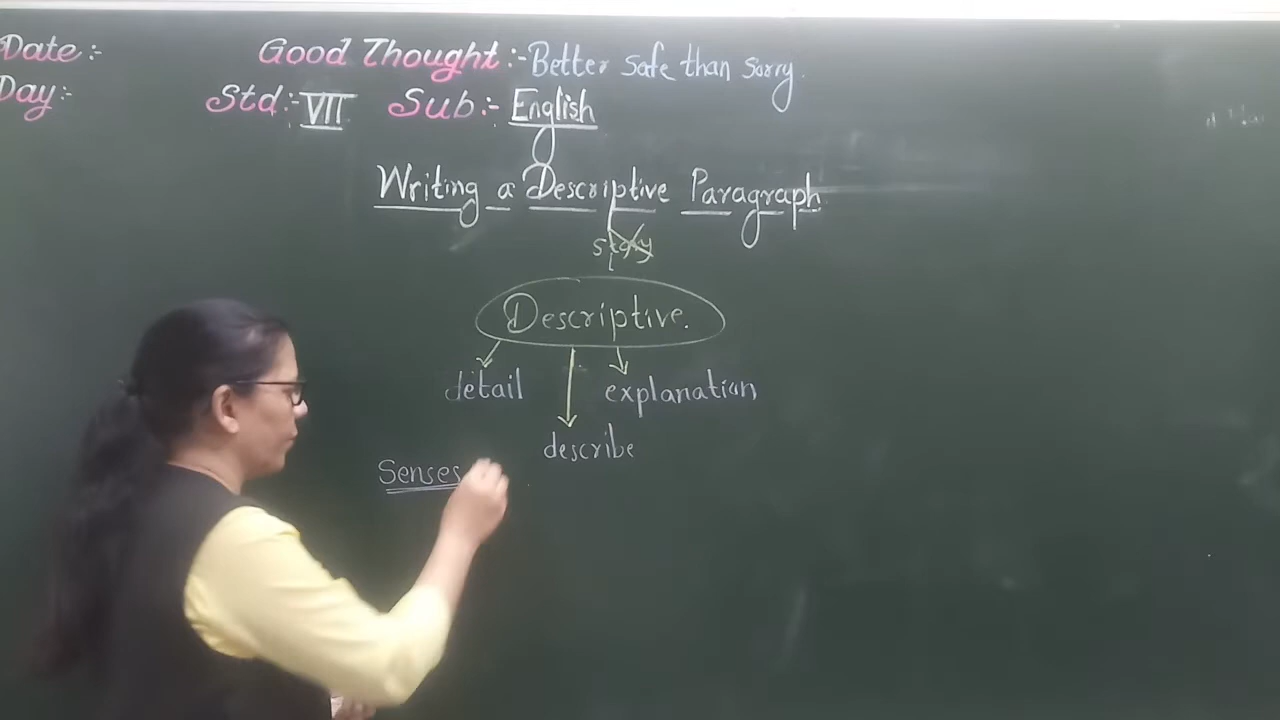 Date:- Good Thought:- Better safe than sorry.
Day:- Std:- VII Sub:- English
Writing a Descriptive Paragraph
story
Descriptive.
detail explanation
describe
Senses